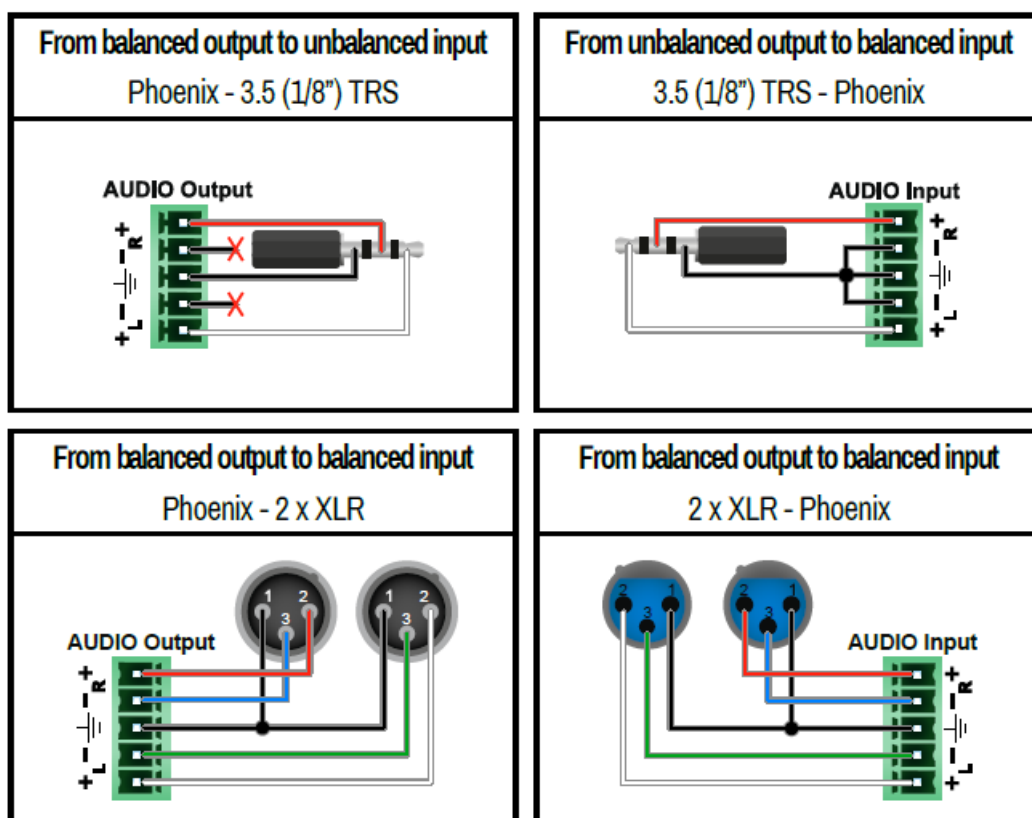 From balanced output to unbalanced input
Phoenix - 3.5 (1/8”) TRS
AUDIO Output
+
R
-
-
L
+
From unbalanced output to balanced input
3.5 (1/8”) TRS - Phoenix
AUDIO Input
+
R
-
-
L
+
From balanced output to balanced input
Phoenix - 2 x XLR
1 2
3
1 2
3
AUDIO Output
+
R
-
-
L
+
From balanced output to balanced input
2 x XLR - Phoenix
2 1
3
2 1
3
AUDIO Input
+
R
-
-
L
+